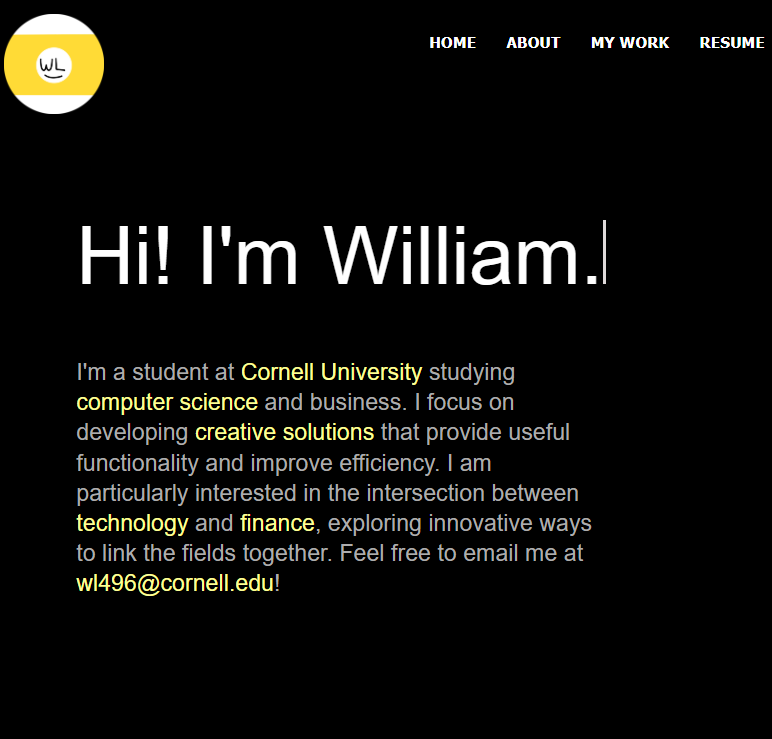 WL
HOME ABOUT MY WORK RESUME
Hi! I'm William.
I'm a student at Cornell University studying
computer science and business. I focus on
developing creative solutions that provide useful
functionality and improve efficiency. I am
particularly interested in the intersection between
technology and finance, exploring innovative ways
to link the fields together. Feel free to email me at
wl496@cornell.edu!